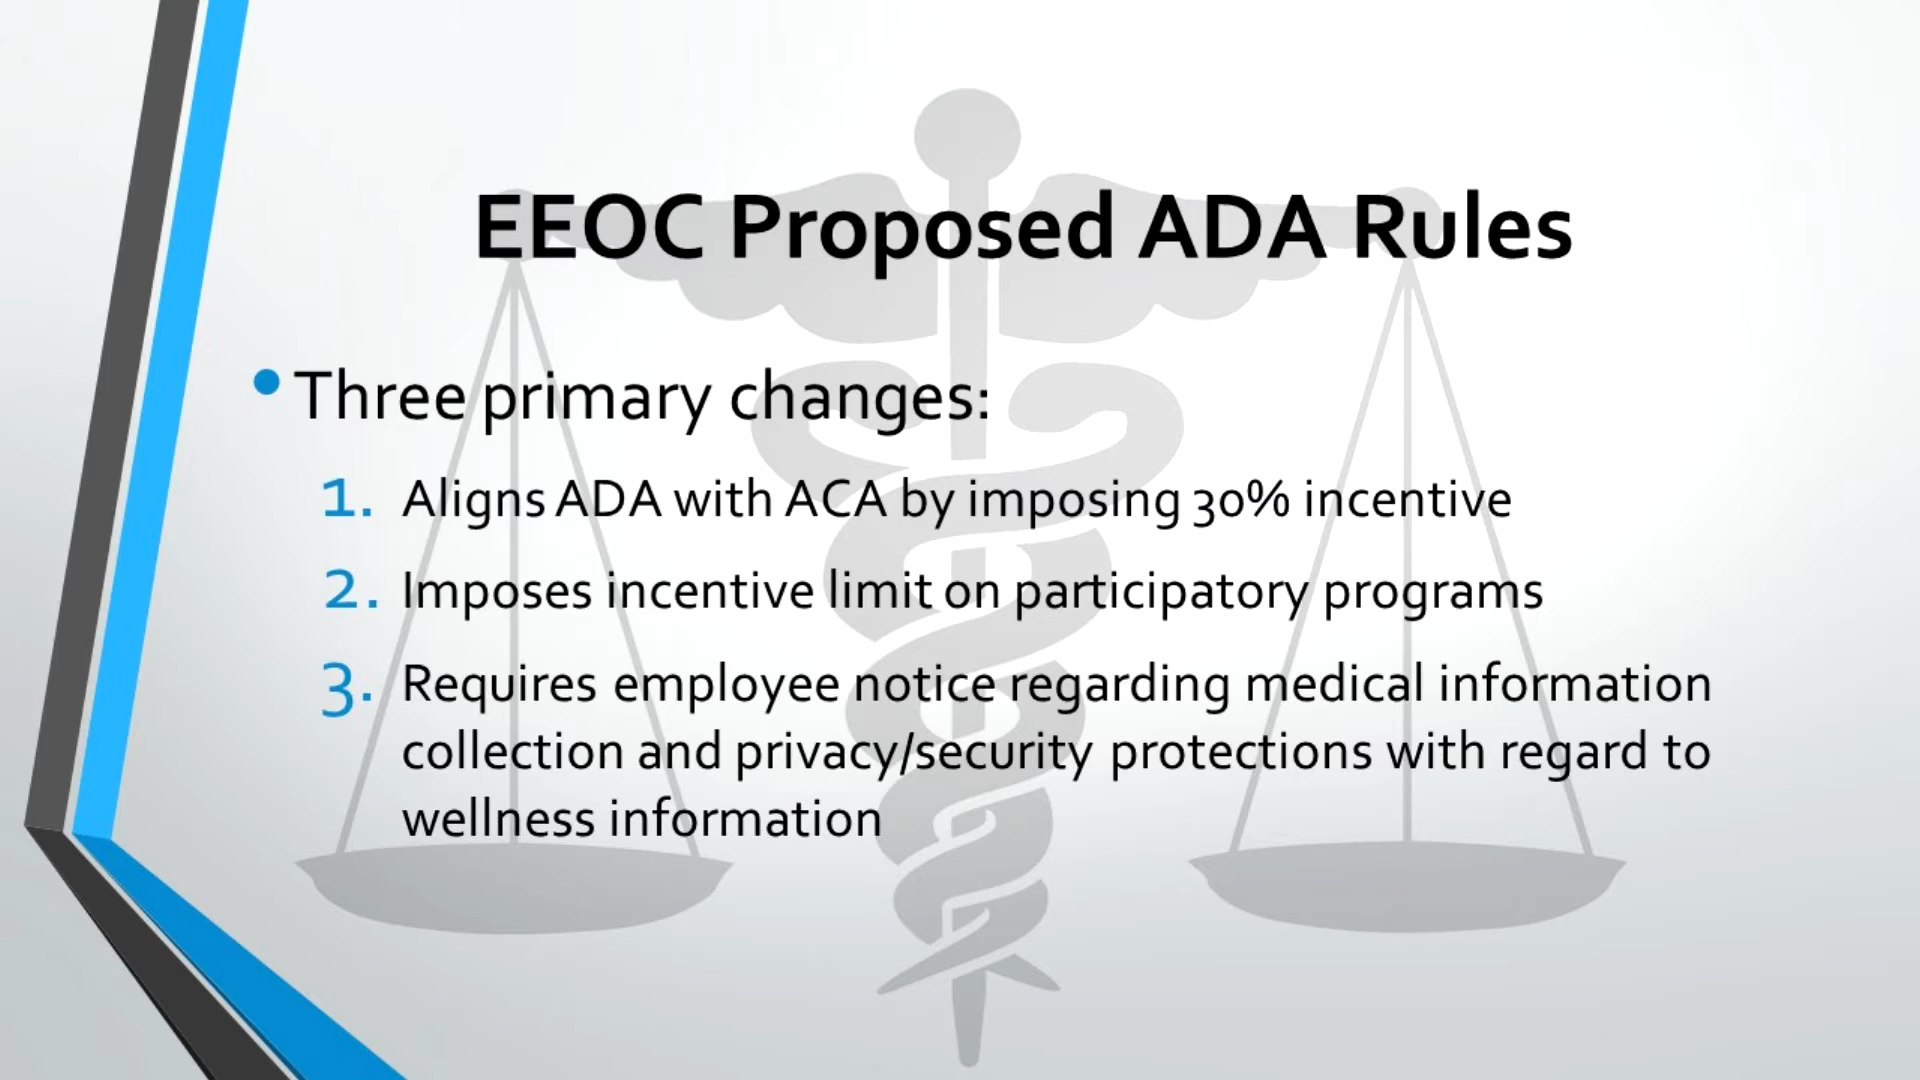 EEOC Proposed ADA Rules
• Three primary changes:
1. Aligns ADA with ACA by imposing 30% incentive
2. Imposes incentive limit on participatory programs
3. Requires employee notice regarding medical information
collection and privacy/security protections with regard to
wellness information